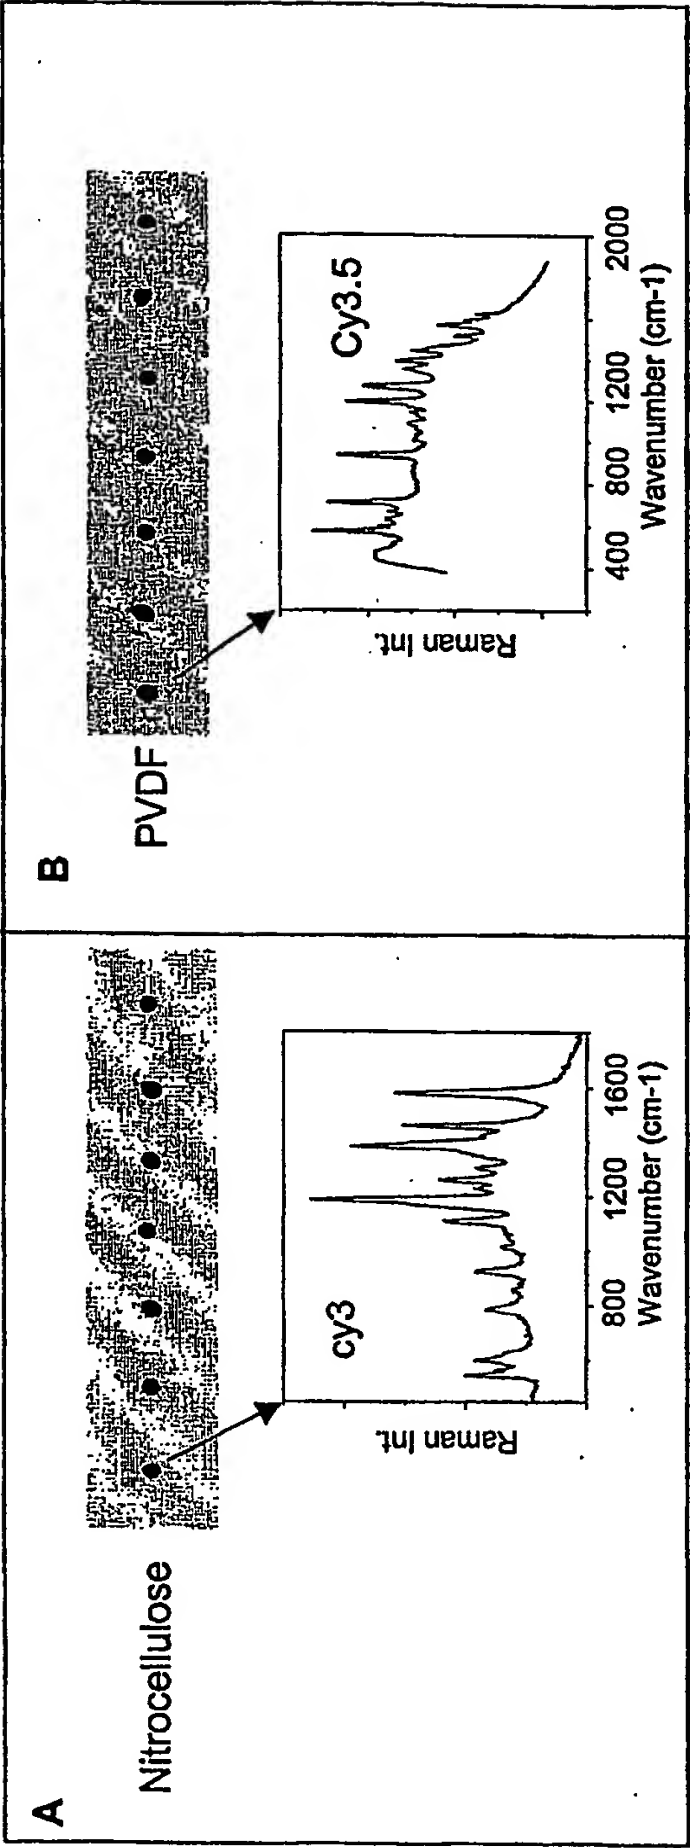 A
Nitrocellulose
Raman Int.
cy3
800
1200
1600
Wavenumber (cm-1)
B
PVDF
Raman Int.
Cy3.5
400
800
1200
2000
Wavenumber (cm-1)